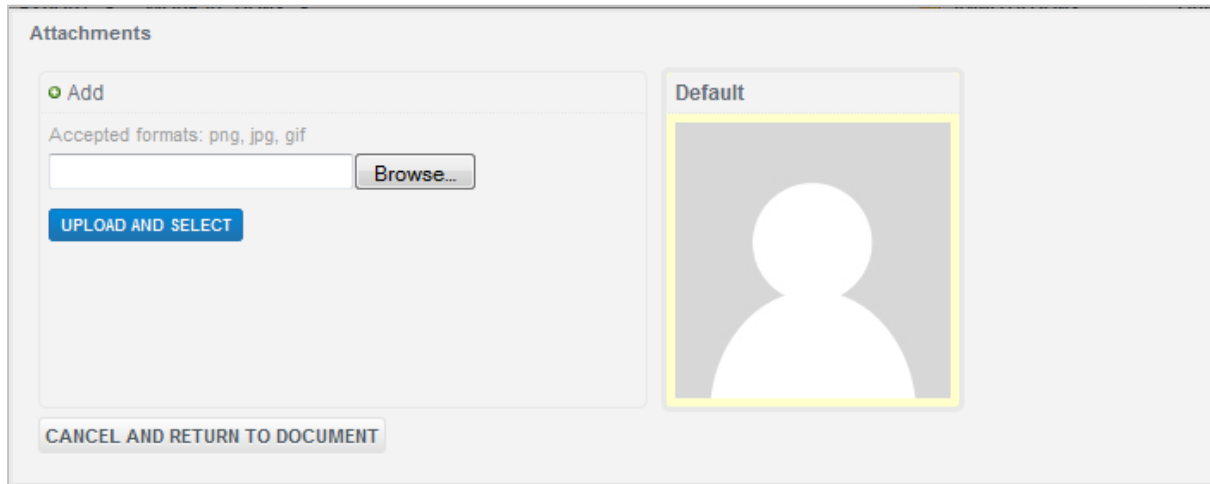 Attachments
Add
Accepted formats: png, jpg, gif
Browse...
UPLOAD AND SELECT
Default
CANCEL AND RETURN TO DOCUMENT